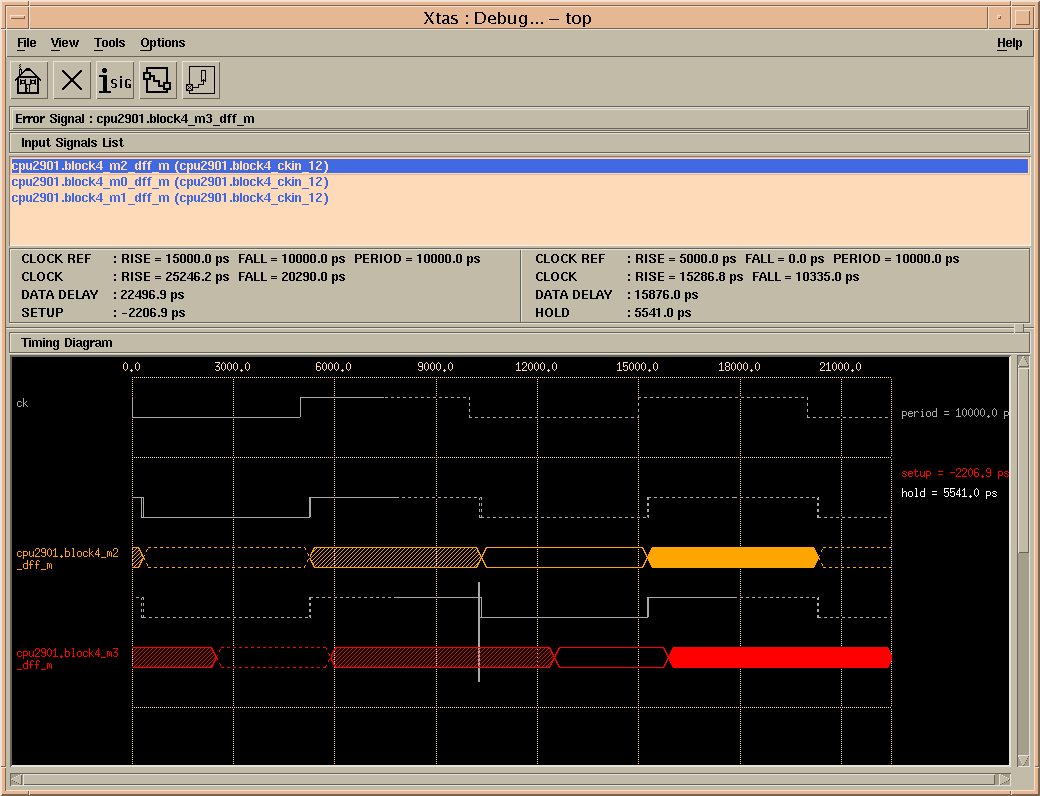 Xtas : Debug... – top
File View Tools Options Help
iSIG
Error Signal : cpu2901.block4_m3_dff_m
Input Signals List
cpu2901.block4_m2_dff_m (cpu2901.block4_ckin_12)
cpu2901.block4_m0_dff_m (cpu2901.block4_ckin_12)
cpu2901.block4_m1_dff_m (cpu2901.block4_ckin_12)
CLOCK REF : RISE = 15000.0 ps FALL = 10000.0 ps PERIOD = 10000.0 ps
CLOCK : RISE = 25246.2 ps FALL = 20290.0 ps
DATA DELAY : 22496.9 ps
SETUP : -2206.9 ps
CLOCK REF : RISE = 5000.0 ps FALL = 0.0 ps PERIOD = 10000.0 ps
CLOCK : RISE = 15286.8 ps FALL = 10335.0 ps
DATA DELAY : 15876.0 ps
HOLD : 5541.0 ps
Timing Diagram
0.0 3000.0 6000.0 9000.0 12000.0 15000.0 18000.0 21000.0
ck
period = 10000.0 p
setup = -2206.9 ps
hold = 5541.0 ps
cpu2901.block4_m2
_dff_m
cpu2901.block4_m3
_dff_m